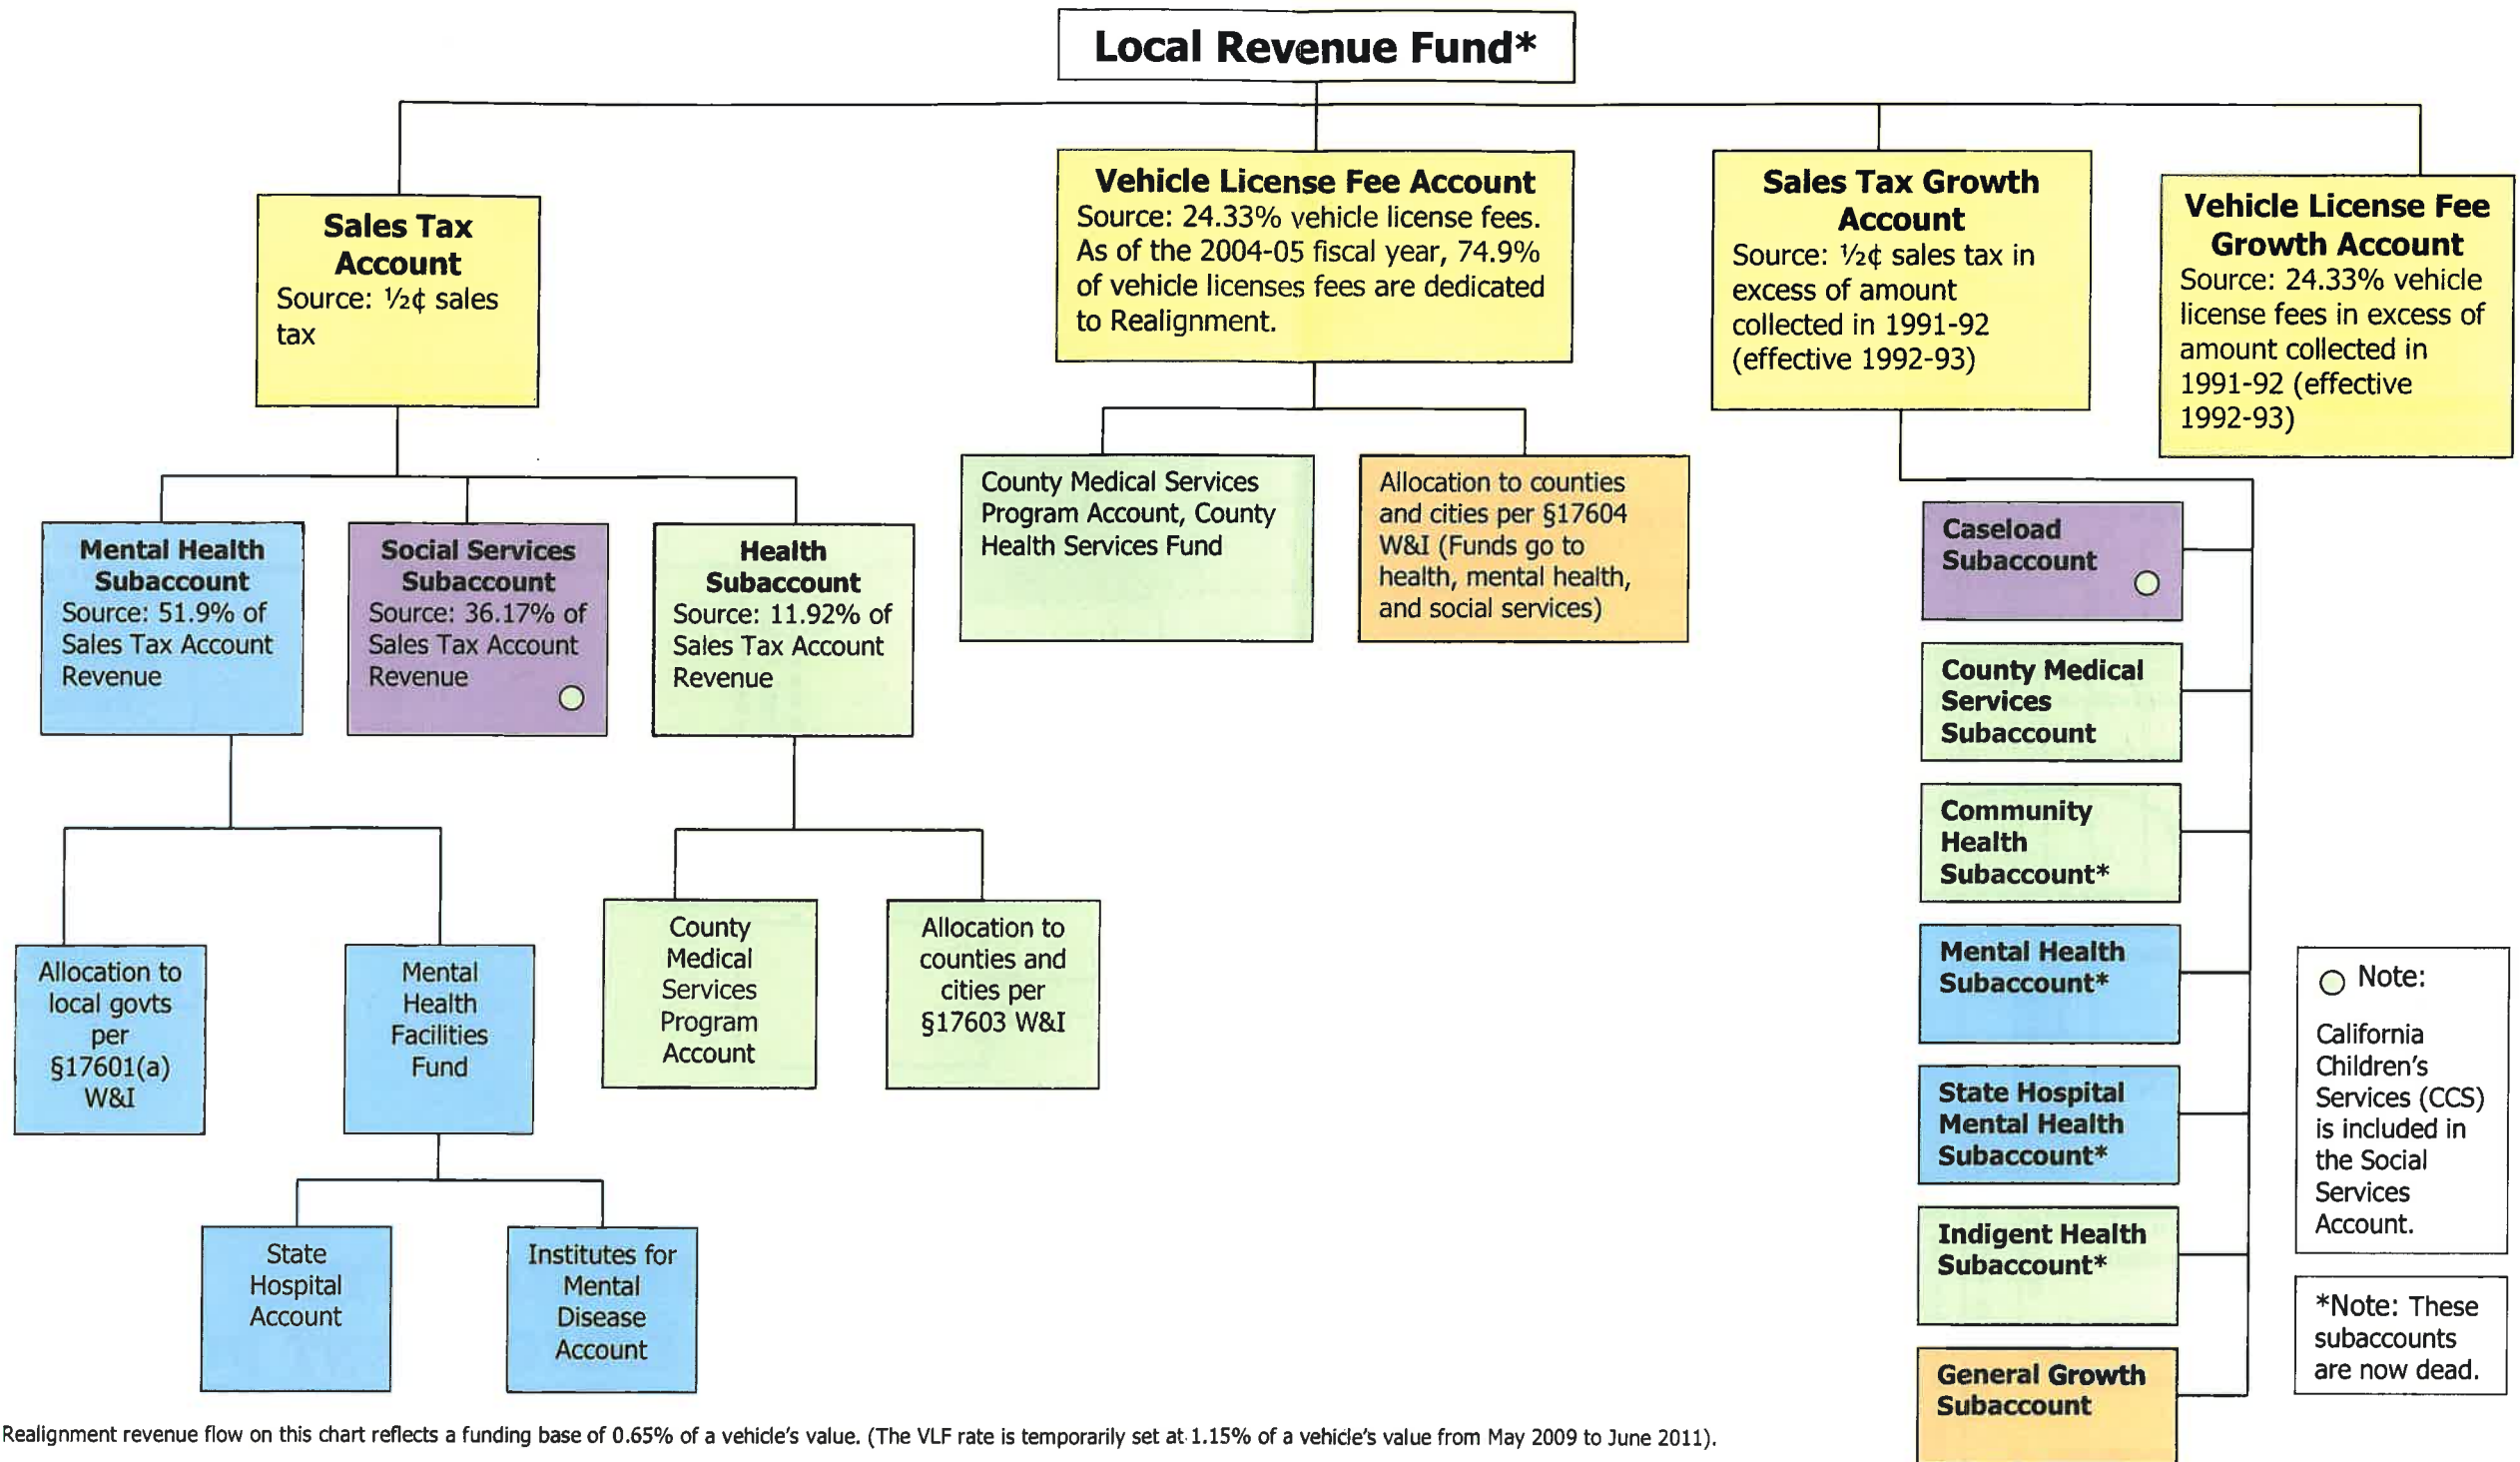 Local Revenue Fund*
Sales Tax
Account
Source: ½¢ sales
tax
Vehicle License Fee Account
Source: 24.33% vehicle license fees.
As of the 2004-05 fiscal year, 74.9%
of vehicle licenses fees are dedicated
to Realignment.
Sales Tax Growth
Account
Source: ½¢ sales tax in
excess of amount
collected in 1991-92
(effective 1992-93)
Vehicle License Fee
Growth Account
Source: 24.33% vehicle
license fees in excess of
amount collected in
1991-92 (effective
1992-93)
Mental Health
Subaccount
Source: 51.9% of
Sales Tax Account
Revenue
Social Services
Subaccount
Source: 36.17% of
Sales Tax Account
Revenue
Health
Subaccount
Source: 11.92% of
Sales Tax Account
Revenue
County Medical Services
Program Account, County
Health Services Fund
Allocation to counties
and cities per §17604
W&I (Funds go to
health, mental health,
and social services)
Allocation to
local govts
per
§17601(a)
W&I
Mental
Health
Facilities
Fund
County
Medical
Services
Program
Account
Allocation to
counties and
cities per
§17603 W&I
State
Hospital
Account
Institutes for
Mental
Disease
Account
Caseload
Subaccount
County Medical
Services
Subaccount
Community
Health
Subaccount*
Mental Health
Subaccount*
State Hospital
Mental Health
Subaccount*
Indigent Health
Subaccount*
General Growth
Subaccount
Note:
California
Children's
Services (CCS)
is included in
the Social
Services
Account.
*Note: These
subaccounts
are now dead.
Realignment revenue flow on this chart reflects a funding base of 0.65% of a vehicle's value. (The VLF rate is temporarily set at 1.15% of a vehicle's value from May 2009 to June 2011).